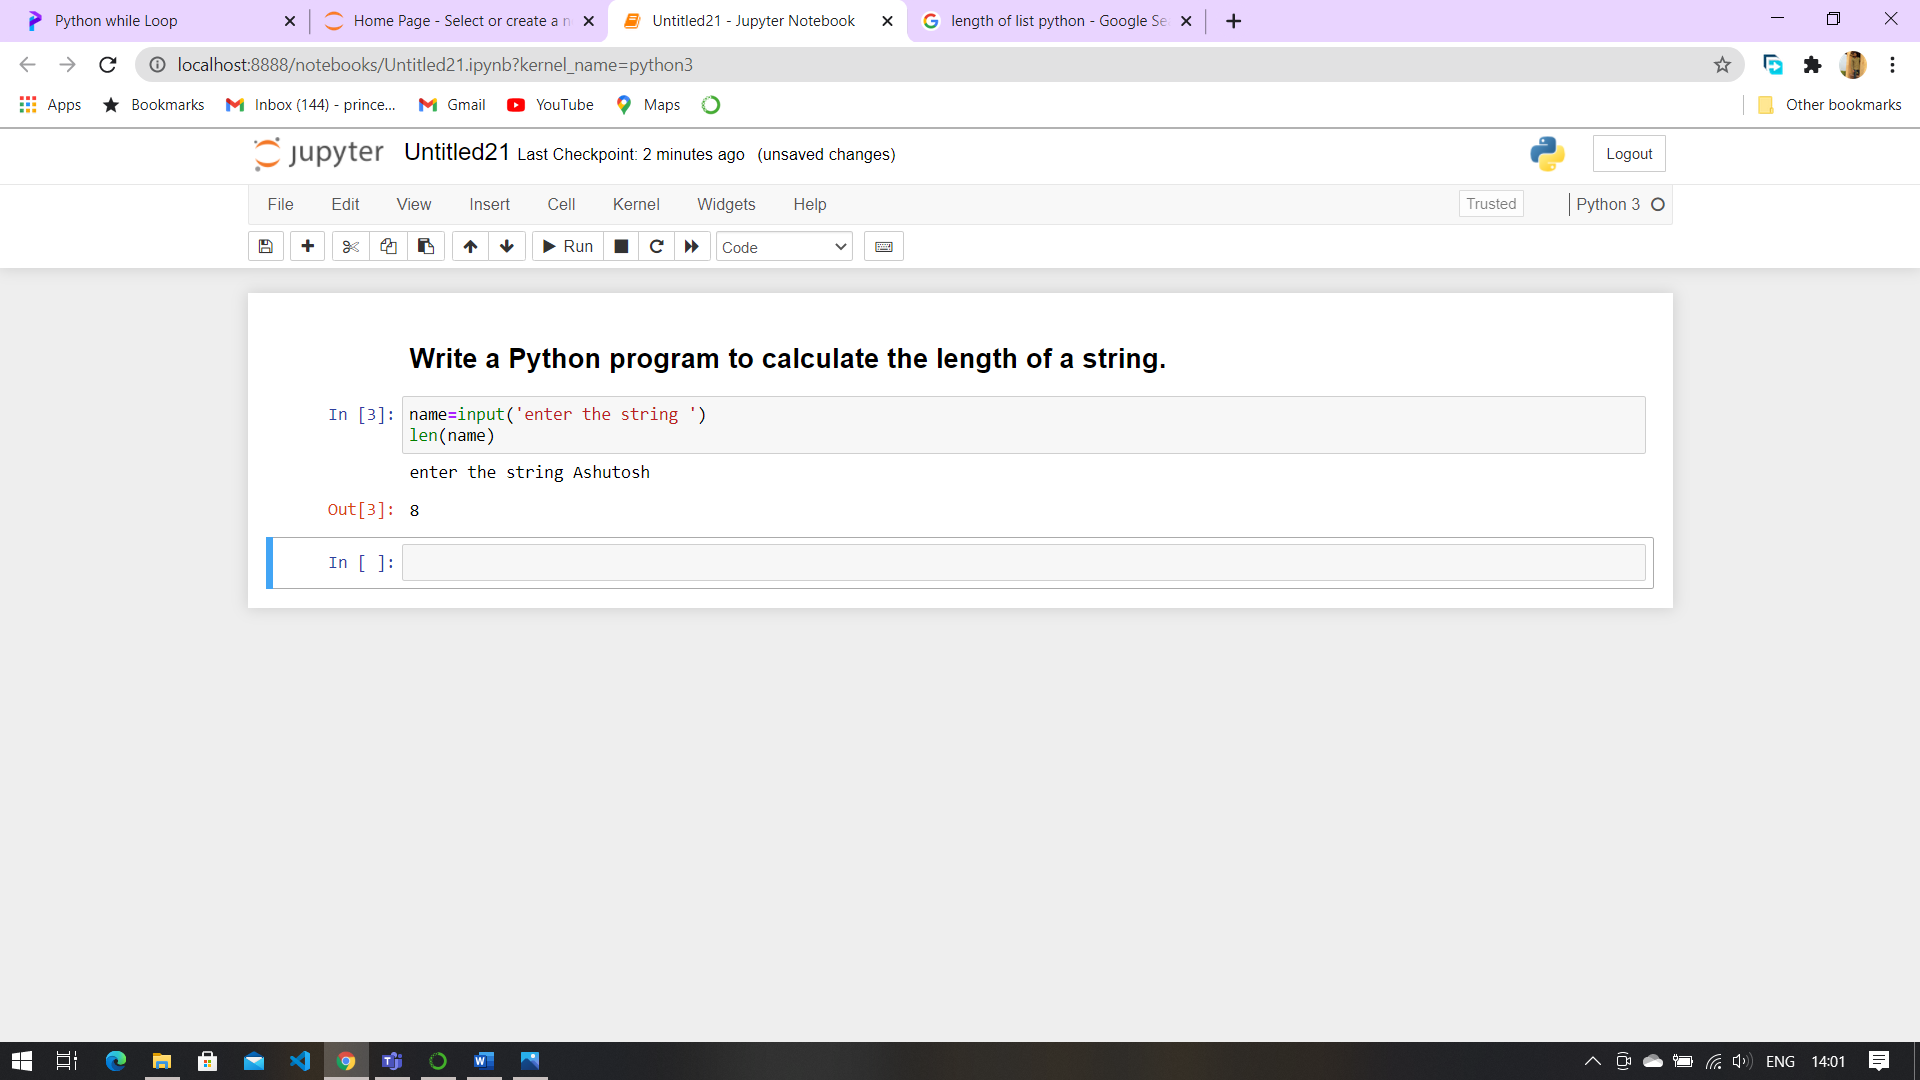 Python while Loop
Home Page - Select or create a n
Untitled21 - Jupyter Notebook
length of list python - Google Se
localhost:8888/notebooks/Untitled21.ipynb?kernel_name=python3
Apps
Bookmarks
Inbox (144) - prince...
Gmail
YouTube
Maps
Other bookmarks
jupyter
Untitled21 Last Checkpoint: 2 minutes ago (unsaved changes)
Logout
File Edit View Insert Cell Kernel Widgets Help
Trusted
Python 3
Run
Code
Write a Python program to calculate the length of a string.
In [3]: name=input('enter the string ')
len(name)
enter the string Ashutosh
Out[3]: 8
In [ ]:
ENG
14:01